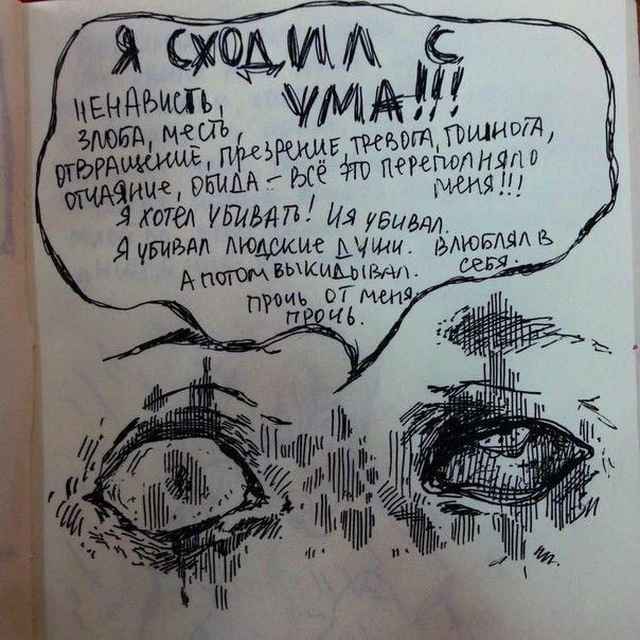 Я СХОДИЛ С
УМА!!!
НЕНАВИСТЬ,
ЗЛОБА, МЕСТЬ,
ОТВРАЩЕНИЕ, ПРЕЗРЕНИЕ, ТРЕВОГА, ТОШНОТА,
ОТЧАЯНИЕ, ОБИДА – ВСЁ ЭТО ПЕРЕПОЛНЯЛО
МЕНЯ!!!
Я ХОТЕЛ УБИВАТЬ! И Я УБИВАЛ.
Я УБИВАЛ ЛЮДСКИЕ ДУШИ. ВЛЮБЛЯЛ В
СЕБЯ.
А ПОТОМ ВЫКИДЫВАЛ.
ПРОЧЬ ОТ МЕНЯ,
ПРОЧЬ.